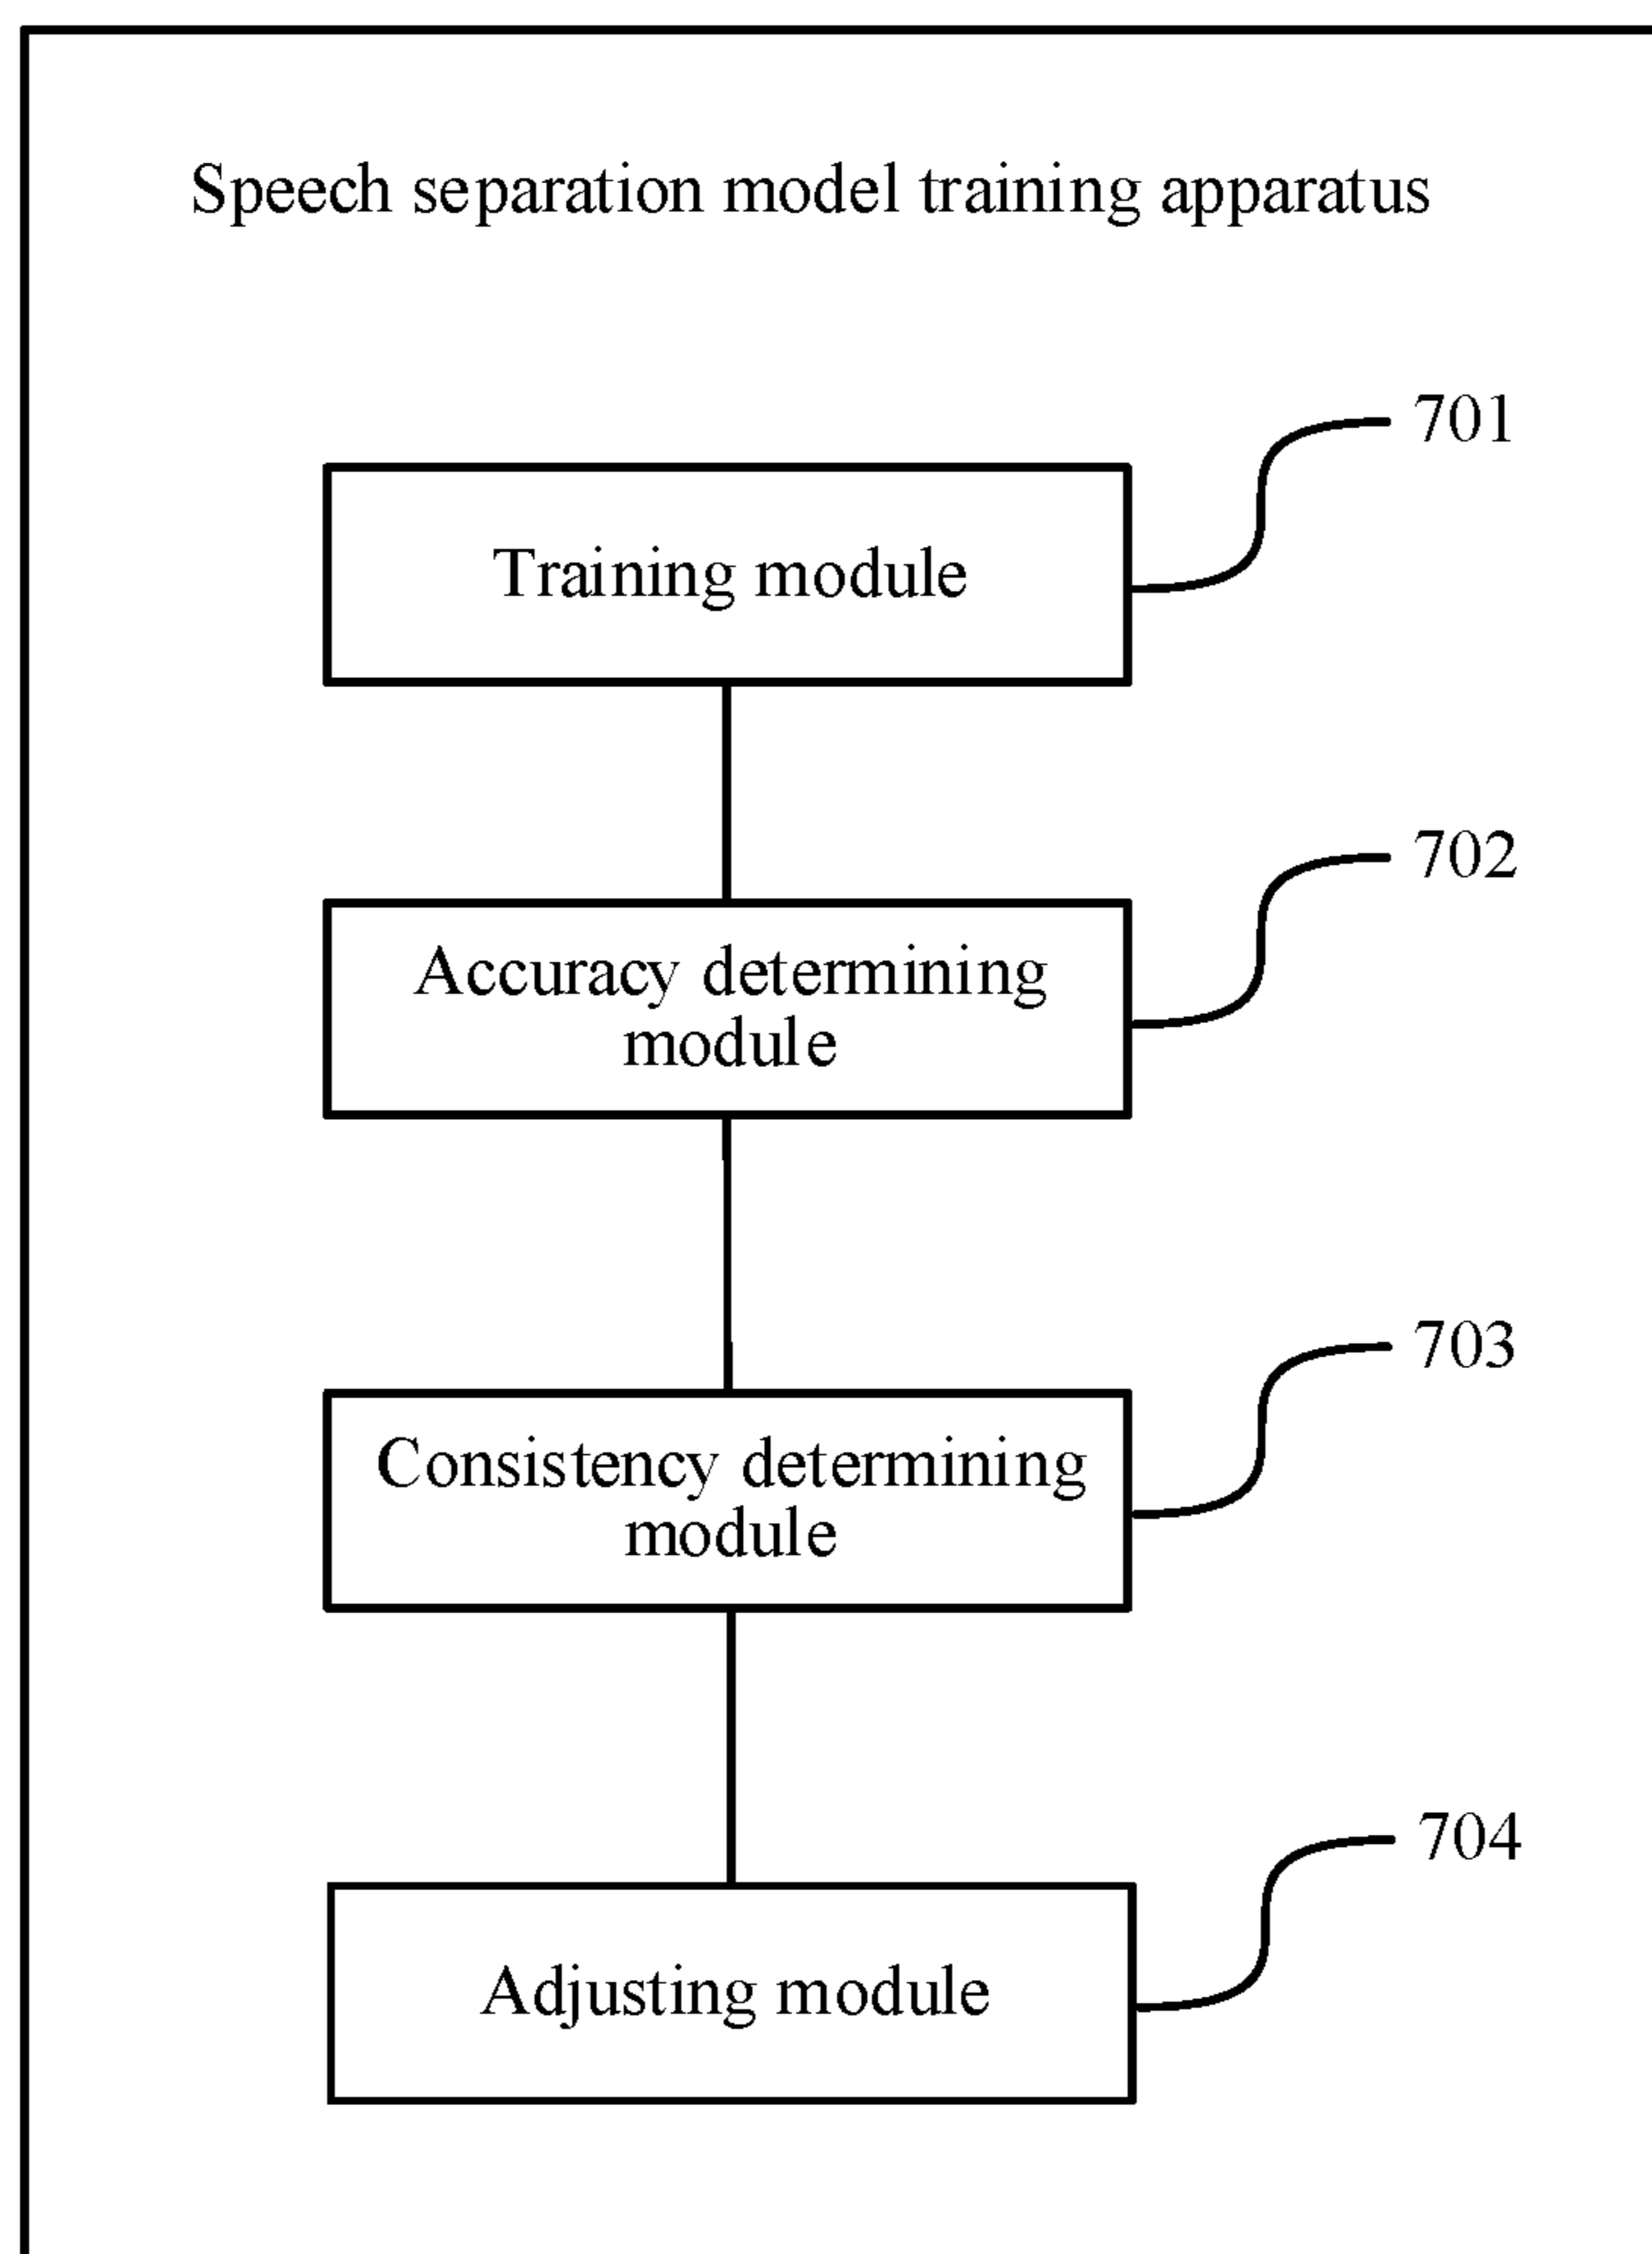 Speech separation model training apparatus
701
Training module
702
Accuracy determining
module
703
Consistency determining
module
704
Adjusting module